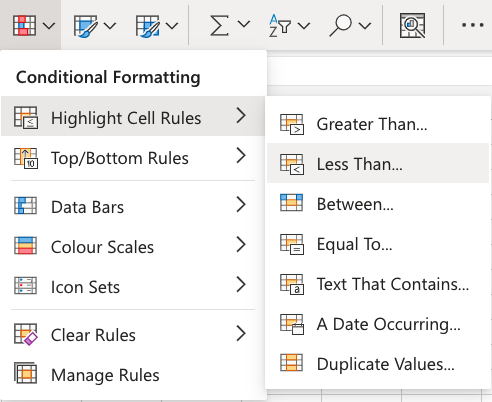 Conditional Formatting
Highlight Cell Rules
Top/Bottom Rules
Data Bars
Colour Scales
Icon Sets
Clear Rules
Manage Rules
Greater Than...
Less Than...
Between...
Equal To...
Text That Contains...
A Date Occurring...
Duplicate Values...